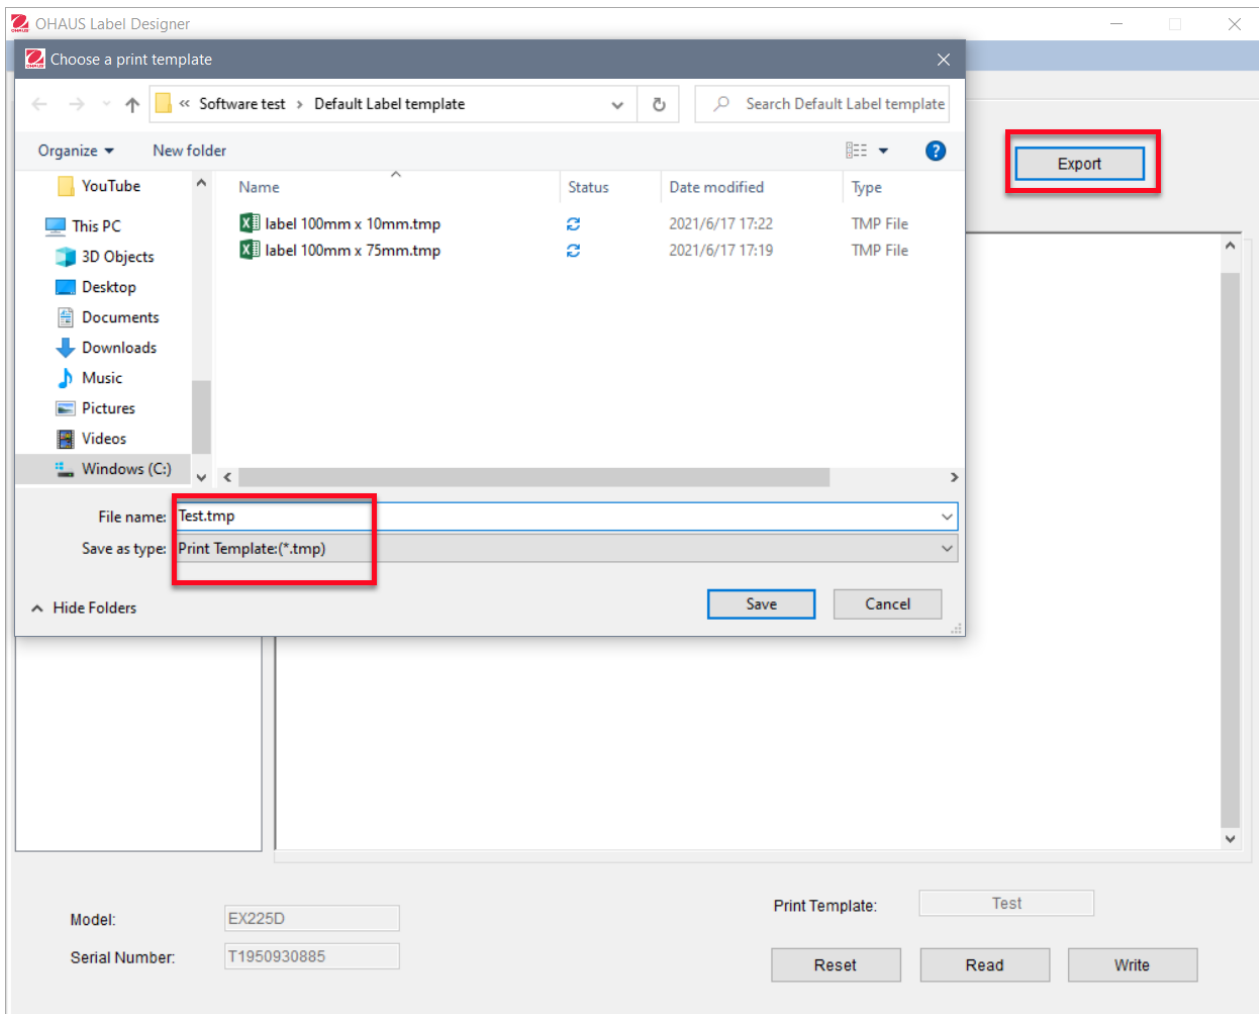 OHAUS Label Designer
Choose a print template
« Software test › Default Label template
Search Default Label template
Organize
New folder
Export
YouTube
This PC
3D Objects
Desktop
Documents
Downloads
Music
Pictures
Videos
Windows (C:)
Name Status Date modified Type
label 100mm x 10mm.tmp 2021/6/17 17:22 TMP File
label 100mm x 75mm.tmp 2021/6/17 17:19 TMP File
File name: Test.tmp
Save as type: Print Template:(*.tmp)
Hide Folders
Save
Cancel
Model: EX225D
Serial Number: T1950930885
Print Template: Test
Reset
Read
Write